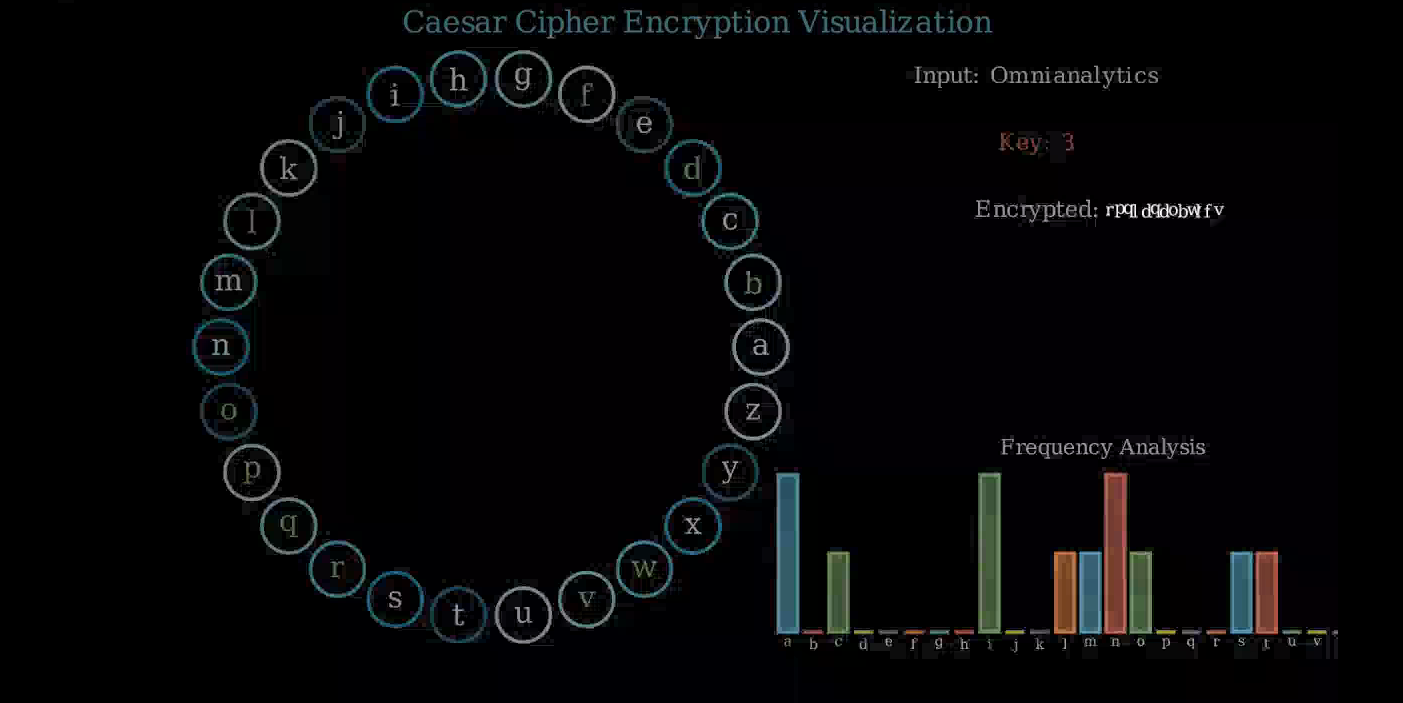 Caesar Cipher Encryption Visualization
a
b
c
d
e
f
g
h
i
j
k
l
m
n
o
p
q
r
s
t
u
v
w
x
y
z
Input: Omnianalytics
Key: 3
Encrypted: rpqldqdobwlfv
Frequency Analysis
a b c d e f g h i j k l m n o p q r s t u v